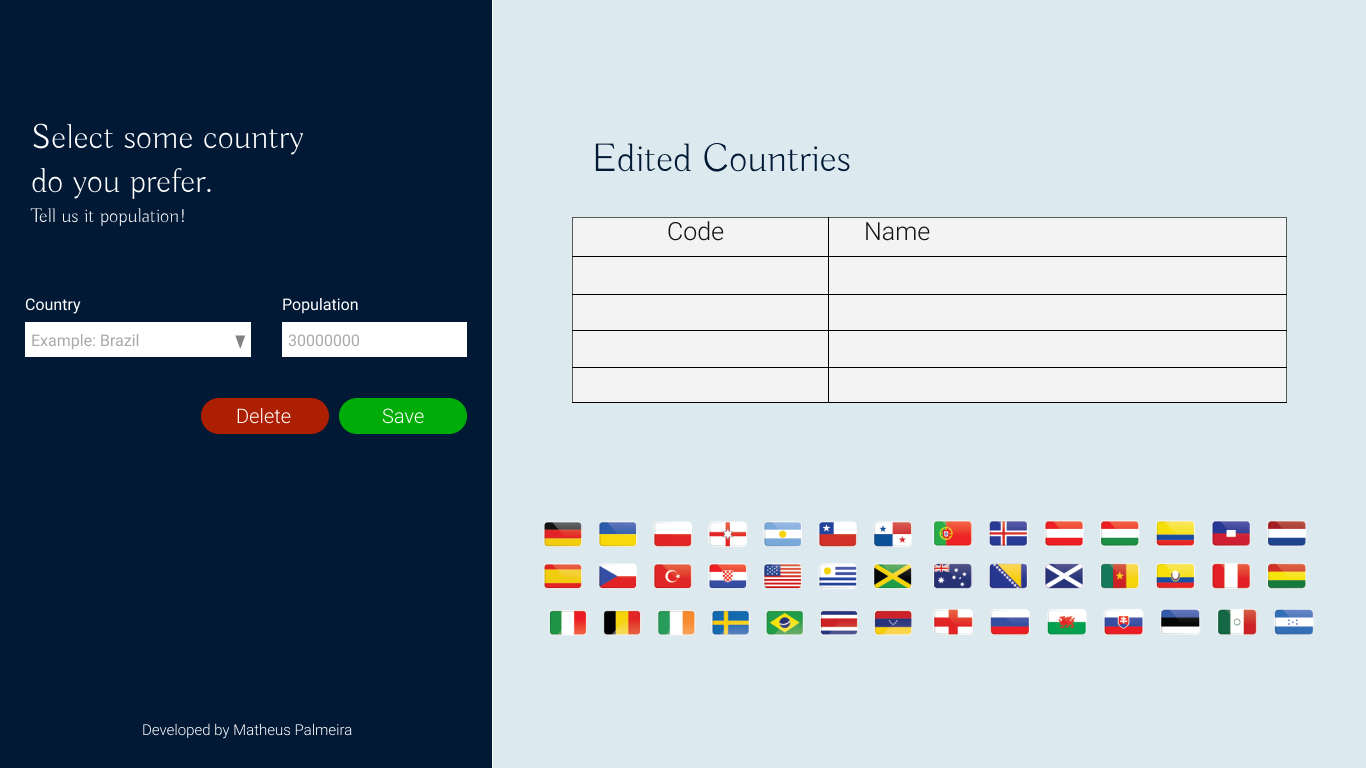 Select some country
do you prefer.
Tell us it population!
Country
Population
Example: Brazil
30000000
Delete
Save
Developed by Matheus Palmeira
Edited Countries
Code
Name